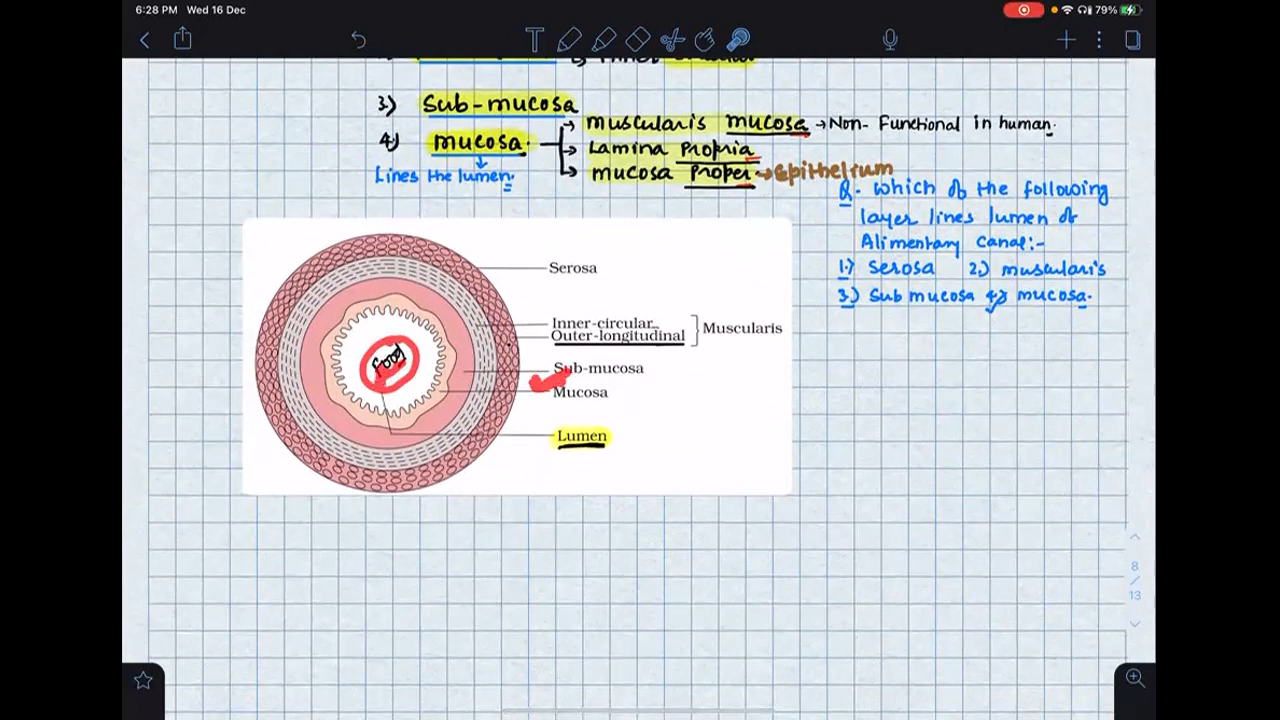 6:28 PM Wed 16 Dec
79%
3.) Sub-mucosa
4.) mucosa.
Lines the lumen.
muscularis mucosa → Non-Functional in human.
Lamina Propria
mucosa Proper → Epithelium
Q. which of the following
layer lines lumen of
Alimentary canal:-
1.) Serosa 2.) muscularis
3.) Sub mucosa 4.) mucosa.
Serosa
Inner-circular
Outer-longitudinal
Muscularis
Sub-mucosa
Mucosa
Lumen
Food
8
/
13